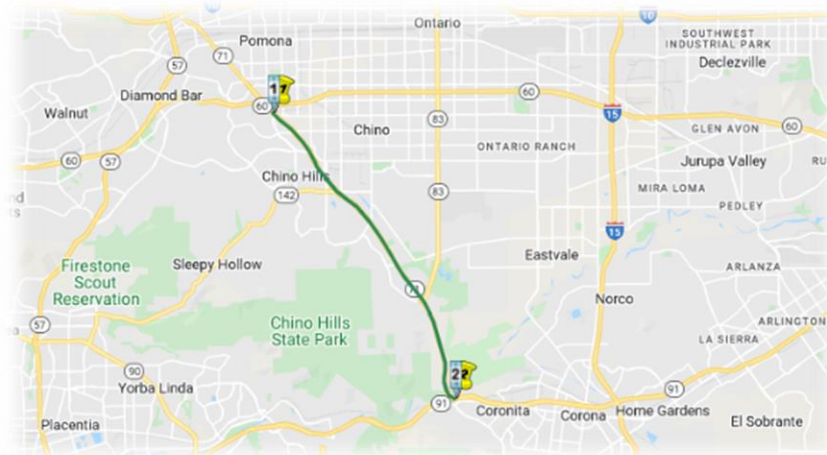 Ontario
10
Pomona
SOUTHWEST
INDUSTRIAL PARK
71
57
Declezville
Diamond Bar
1
60
60
Walnut
15
83
Chino
60
GLEN AVON
ONTARIO RANCH
60
57
Jurupa Valley
Chino Hills
83
MIRA LOMA
142
PEDLEY
15
Eastvale
Sleepy Hollow
ARLANZA
Firestone
Scout
Reservation
71
Norco
57
Chino Hills
State Park
ARLINGTON
LA SIERRA
90
2
Yorba Linda
91
91
Coronita
Corona
Home Gardens
Placentia
El Sobrante